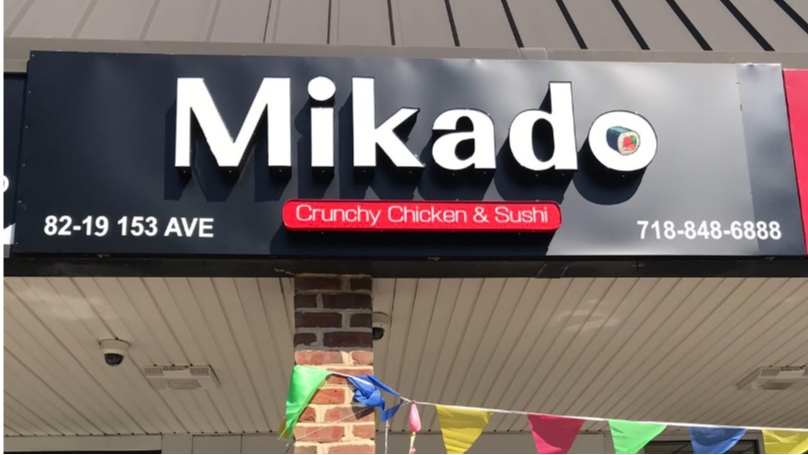 Mikado
Crunchy Chicken & Sushi
82-19 153 AVE
718-848-6888